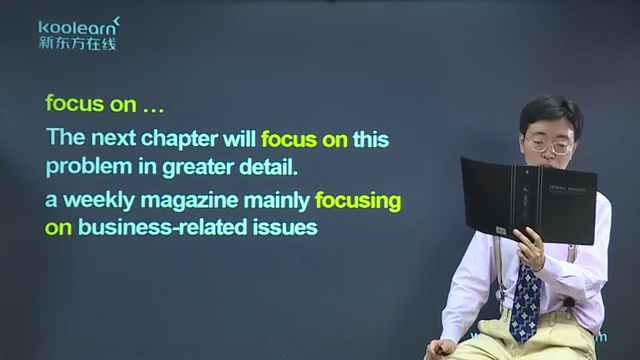 koolearn
新东方在线
focus on …
The next chapter will focus on this
problem in greater detail.
a weekly magazine mainly focusing
on business-related issues